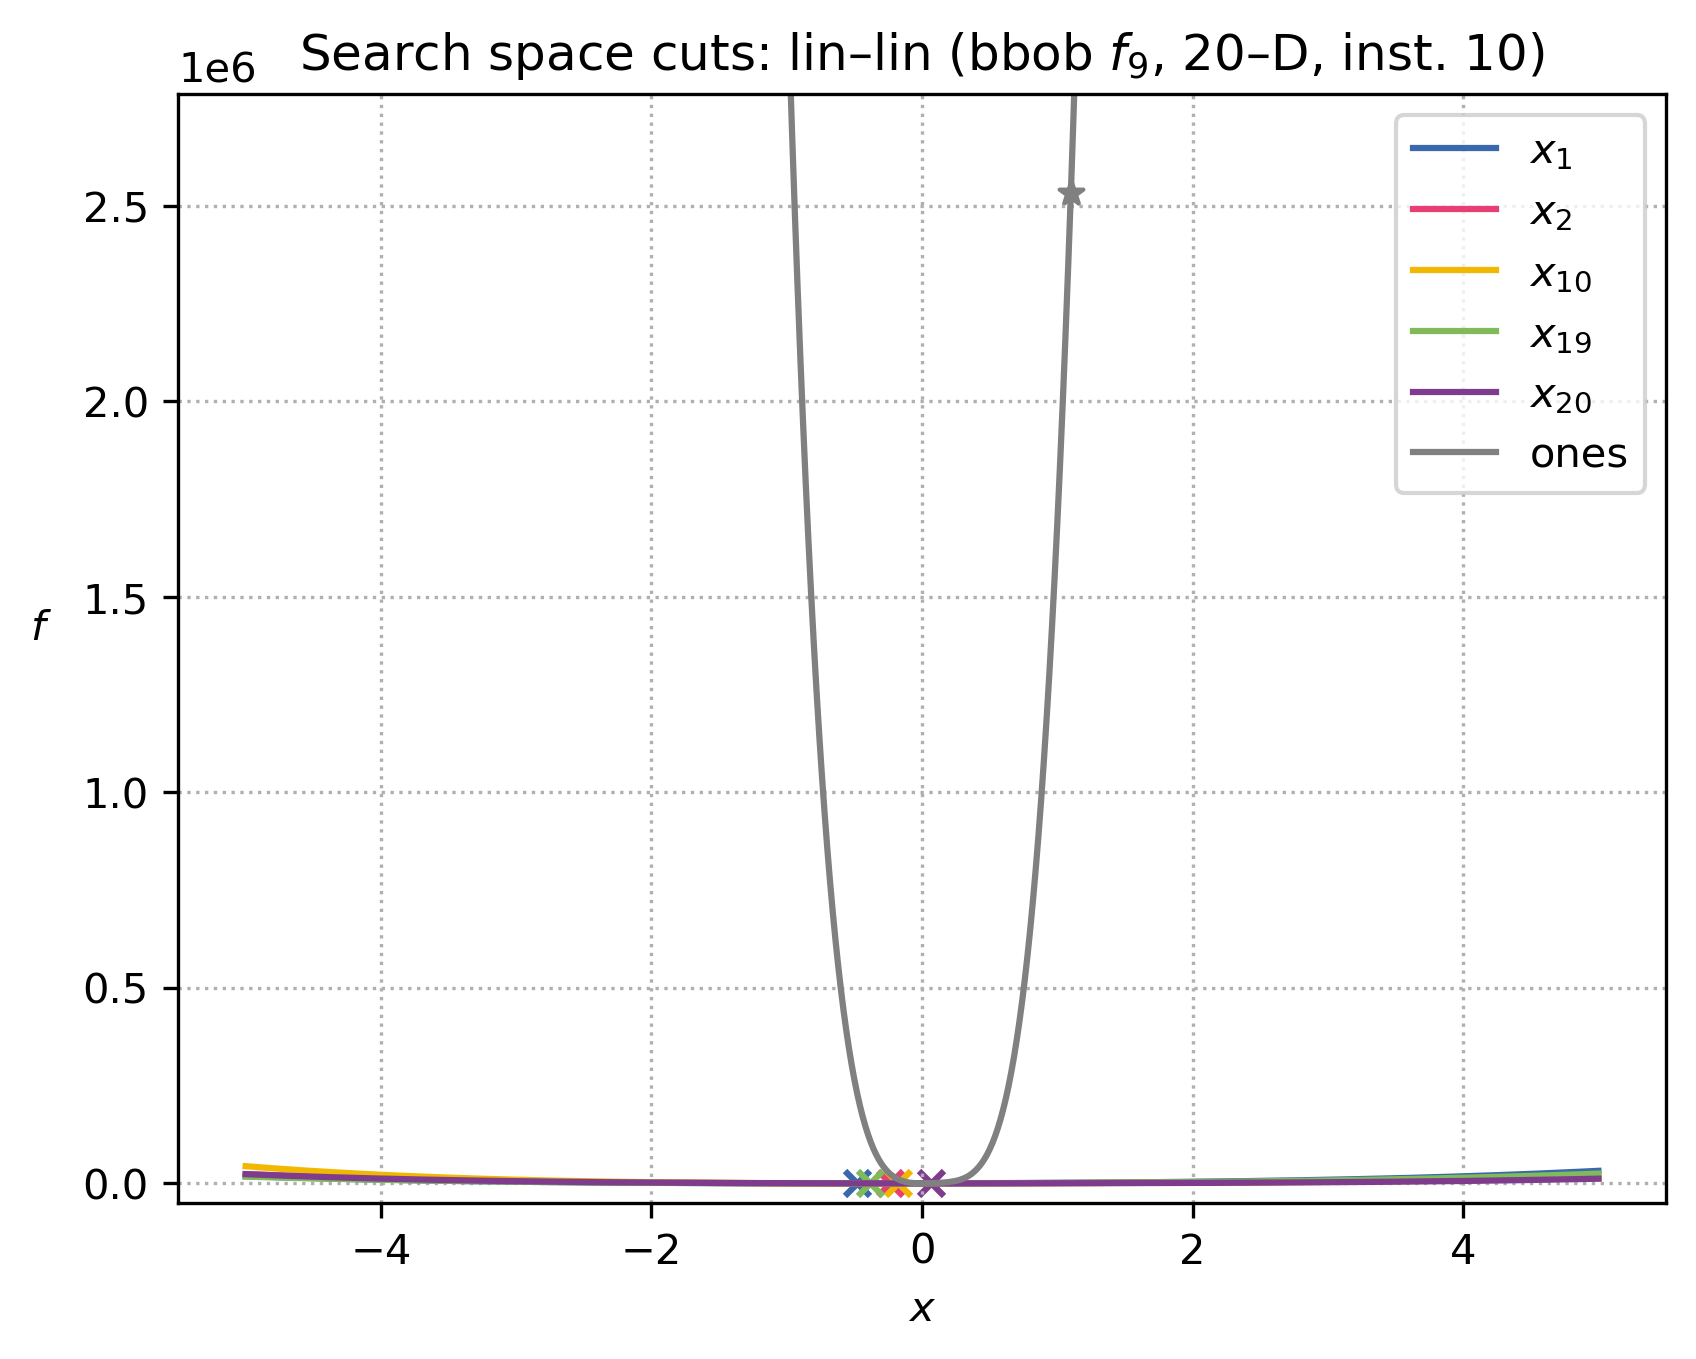 Search space cuts: lin–lin (bbob f₉, 20–D, inst. 10)
1e6
x₁
x₂
x₁₀
x₁₉
x₂₀
ones
2.5
2.0
1.5
1.0
0.5
0.0
f
−4
−2
0
2
4
x